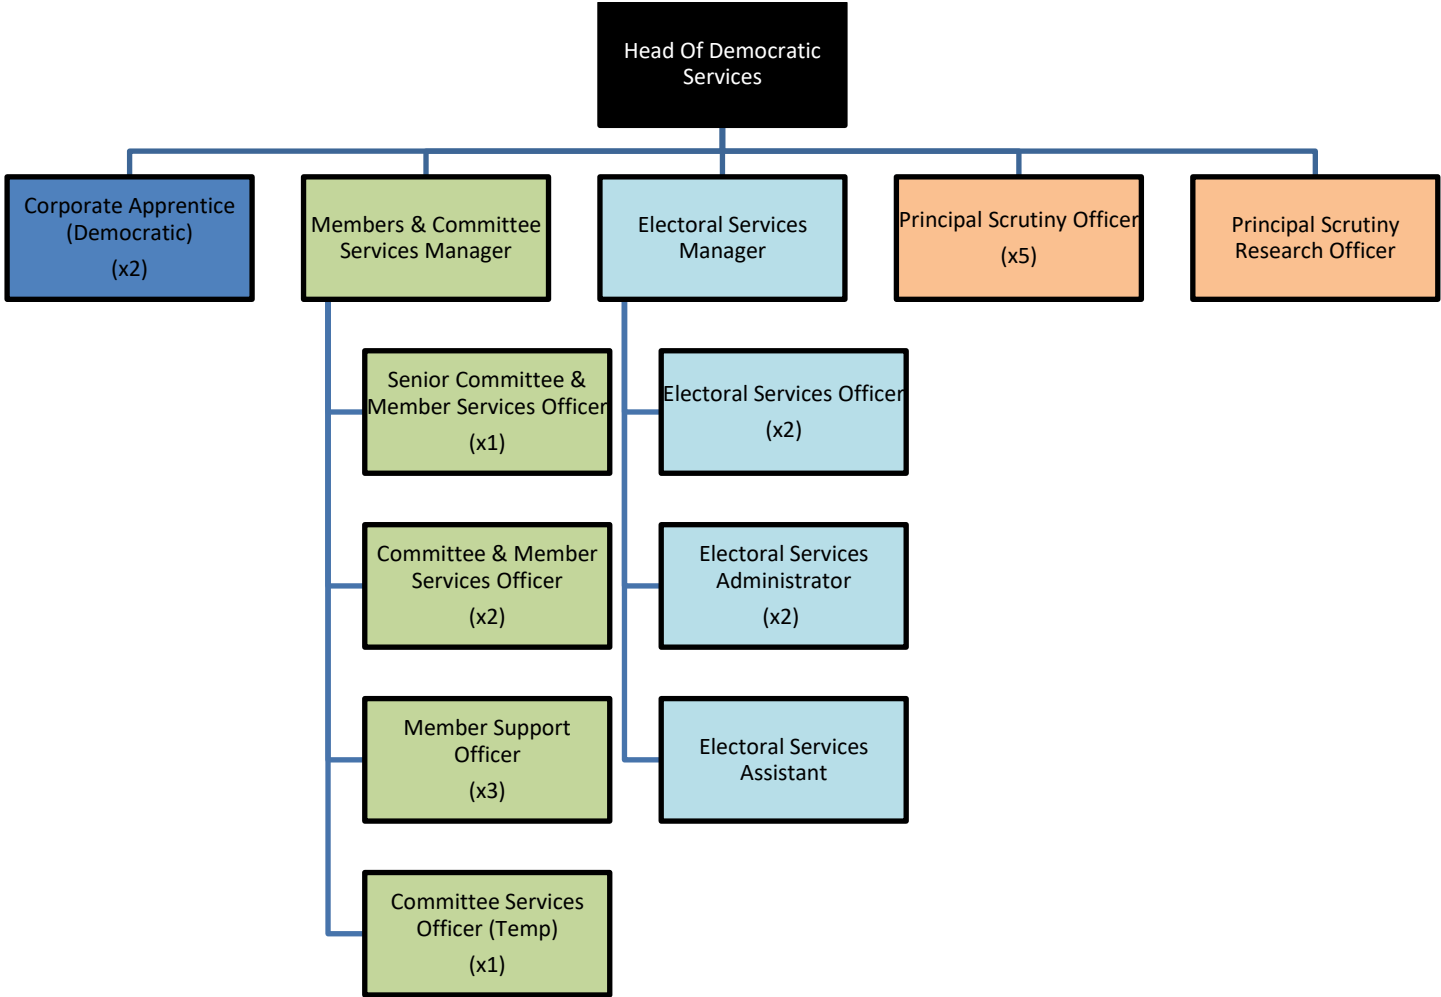 Head Of Democratic
Services
Corporate Apprentice
(Democratic)
(x2)
Members & Committee
Services Manager
Electoral Services
Manager
Principal Scrutiny Officer
(x5)
Principal Scrutiny
Research Officer
Senior Committee &
Member Services Officer
(x1)
Electoral Services Officer
(x2)
Committee & Member
Services Officer
(x2)
Electoral Services
Administrator
(x2)
Member Support
Officer
(x3)
Electoral Services
Assistant
Committee Services
Officer (Temp)
(x1)